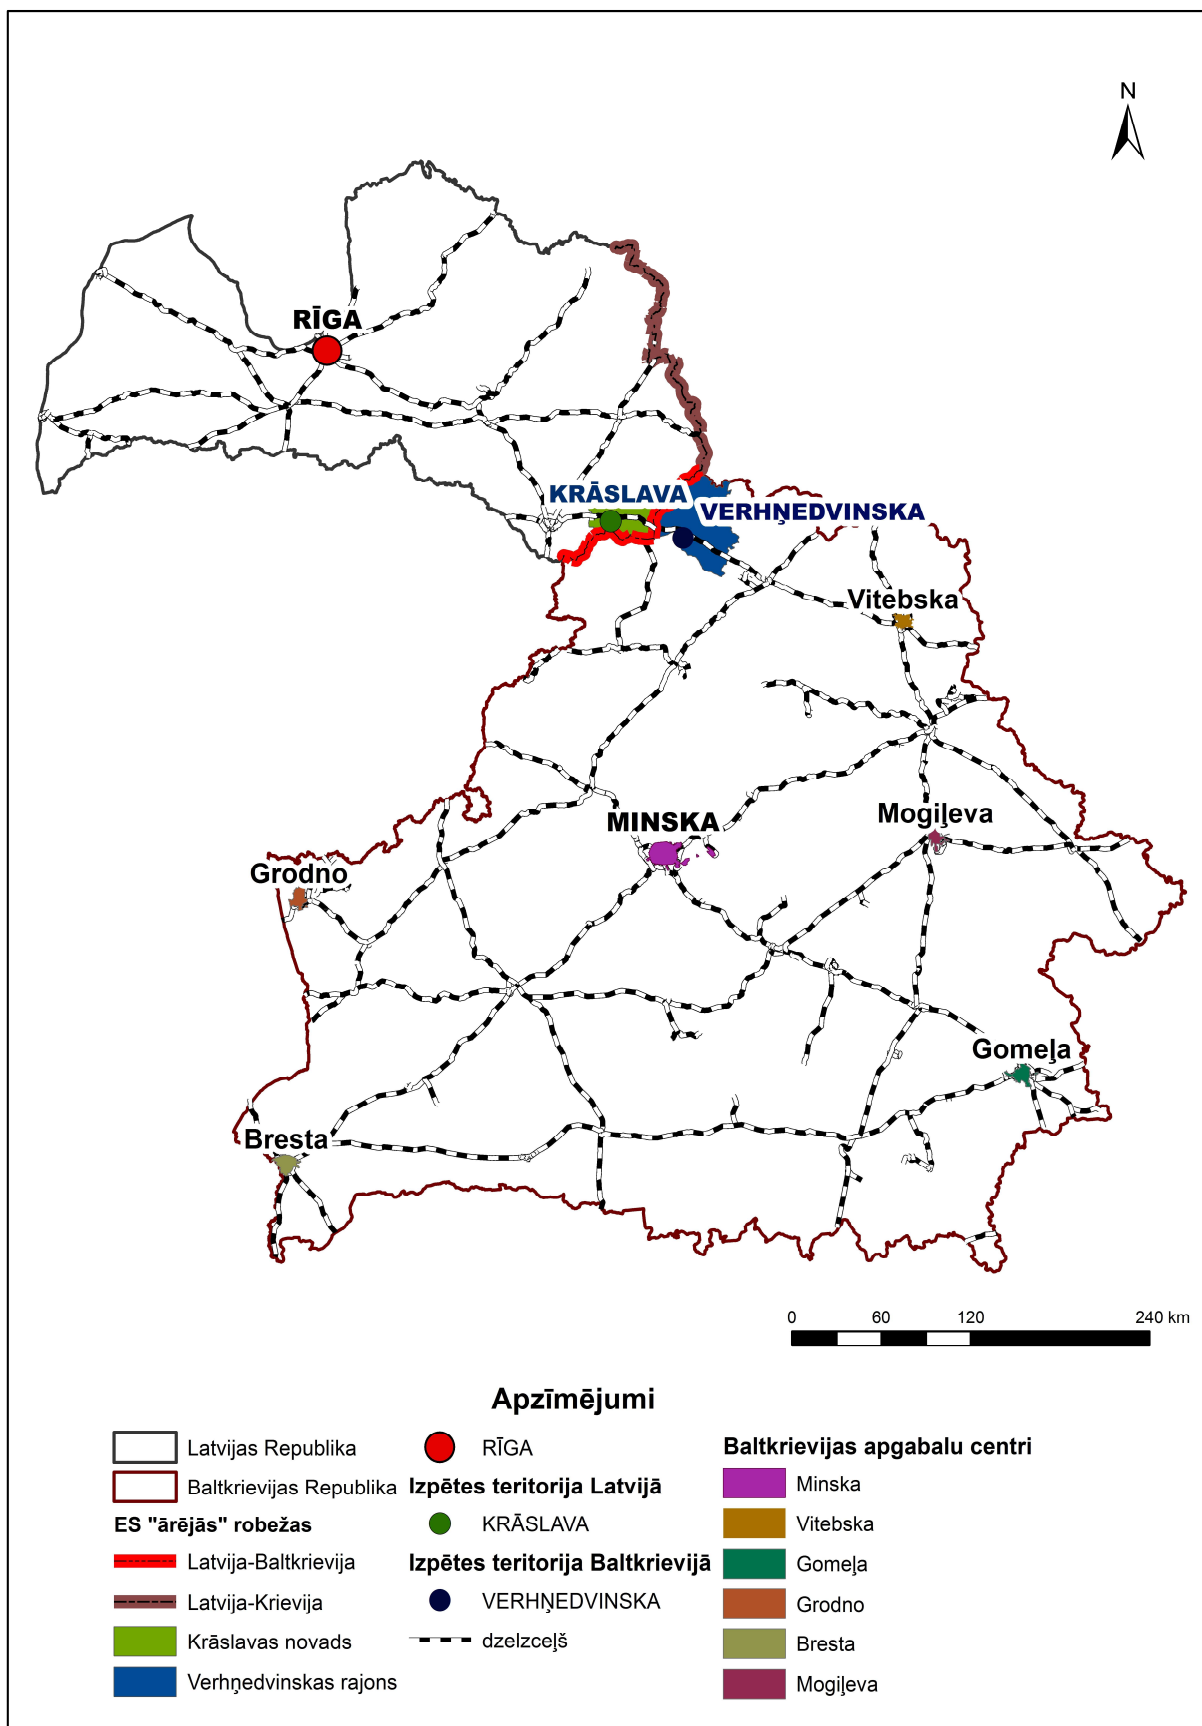 N
RĪGA
KRĀSLAVA
VERHŅEDVINSKA
Vitebska
MINSKA
Mogiļeva
Grodno
Gomeļa
Bresta
0 60 120 240 km
Apzīmējumi
Latvijas Republika
Baltkrievijas Republika
ES "ārējās" robežas
Latvija-Baltkrievija
Latvija-Krievija
Krāslavas novads
Verhņedvinskas rajons
RĪGA
Izpētes teritorija Latvijā
KRĀSLAVA
Izpētes teritorija Baltkrievijā
VERHŅEDVINSKA
dzelzceļš
Baltkrievijas apgabalu centri
Minska
Vitebska
Gomeļa
Grodno
Bresta
Mogiļeva